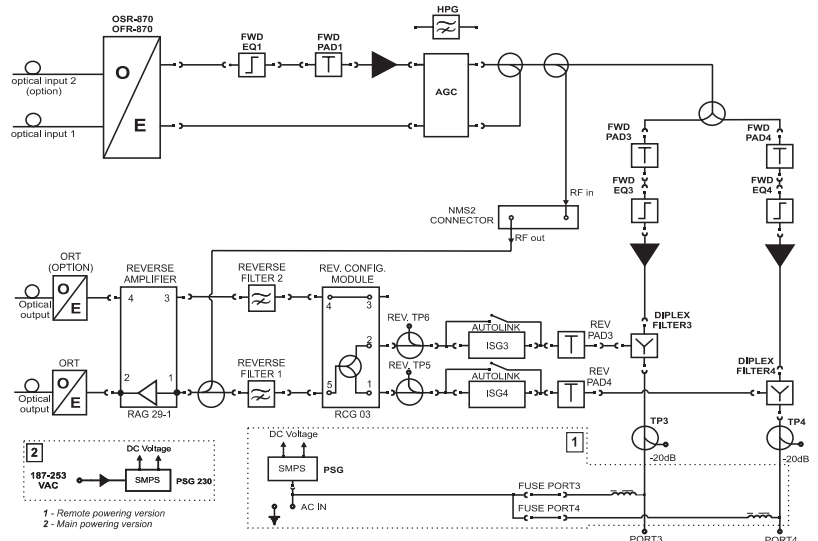 OSR-870
OFR-870
optical input 2
(option)
optical input 1
O
E
FWD
EQ1
FWD
PAD1
HPG
AGC
FWD
PAD3
FWD
PAD4
FWD
EQ3
FWD
EQ4
RF in
NMS2
CONNECTOR
RF out
ORT
(OPTION)
O
E
Optical
output
REVERSE
AMPLIFIER
4
3
REVERSE
FILTER 2
REV. CONFIG.
MODULE
4
3
2
5
1
RCG 03
REV. TP6
AUTOLINK
ISG3
REV
PAD3
DIPLEX
FILTER3
ORT
O
E
Optical
output
2
1
RAG 29-1
REVERSE
FILTER 1
REV. TP5
AUTOLINK
ISG4
REV
PAD4
DIPLEX
FILTER4
TP3
-20dB
TP4
-20dB
2
DC Voltage
187-253
VAC
SMPS
PSG 230
1 - Remote powering version
2 - Main powering version
1
DC Voltage
SMPS
PSG
AC IN
FUSE PORT3
FUSE PORT4
PORT3
PORT4